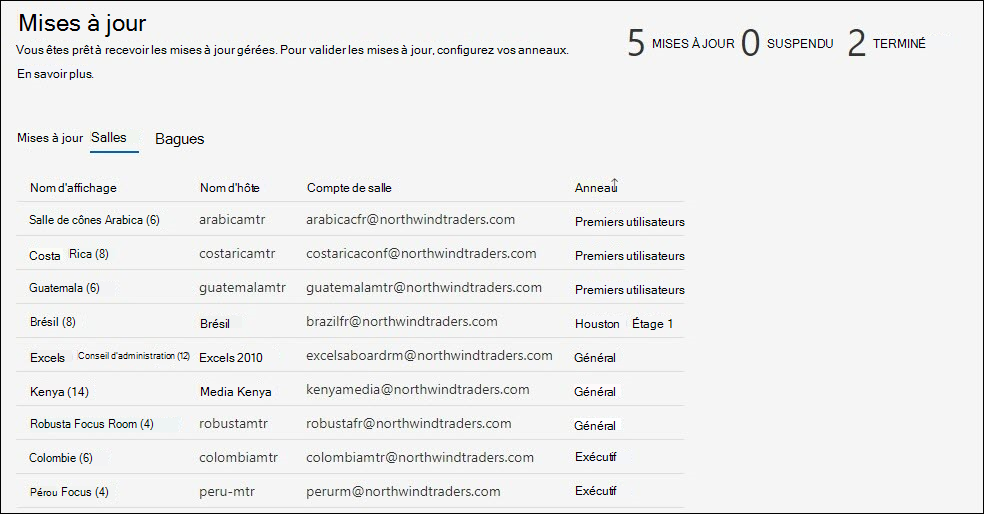 Mises à jour
Vous êtes prêt à recevoir les mises à jour gérées. Pour valider les mises à jour, configurez vos anneaux.
En savoir plus.
5 MISES À JOUR 0 SUSPENDU 2 TERMINÉ
Mises à jour Salles Bagues
Nom d'affichage Nom d'hôte Compte de salle Anneau
Salle de cônes Arabica (6) arabicamtr arabicacfr@northwindtraders.com Premiers utilisateurs
Costa Rica (8) costaricamtr costaricaconf@northwindtraders.com Premiers utilisateurs
Guatemala (6) guatemalamtr guatemalamtr@northwindtraders.com Premiers utilisateurs
Brésil (8) Brésil brazilfr@northwindtraders.com Houston Étage 1
Excels Conseil d'administration (12) Excels 2010 excelsaboardrm@northwindtraders.com Général
Kenya (14) Media Kenya kenyamedia@northwindtraders.com Général
Robusta Focus Room (4) robustamtr robustafr@northwindtraders.com Général
Colombie (6) colombiamtr colombiamtr@northwindtraders.com Exécutif
Pérou Focus (4) peru-mtr perurm@northwindtraders.com Exécutif